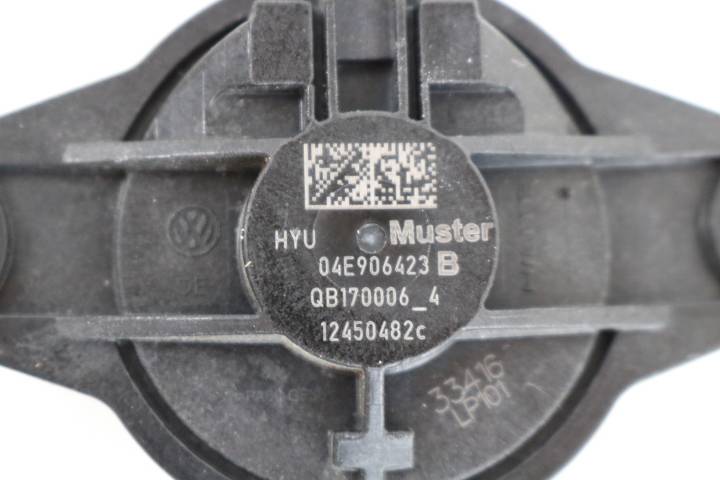 HYU Muster
04E906423 B
QB170006_4
12450482c
33416
LP101